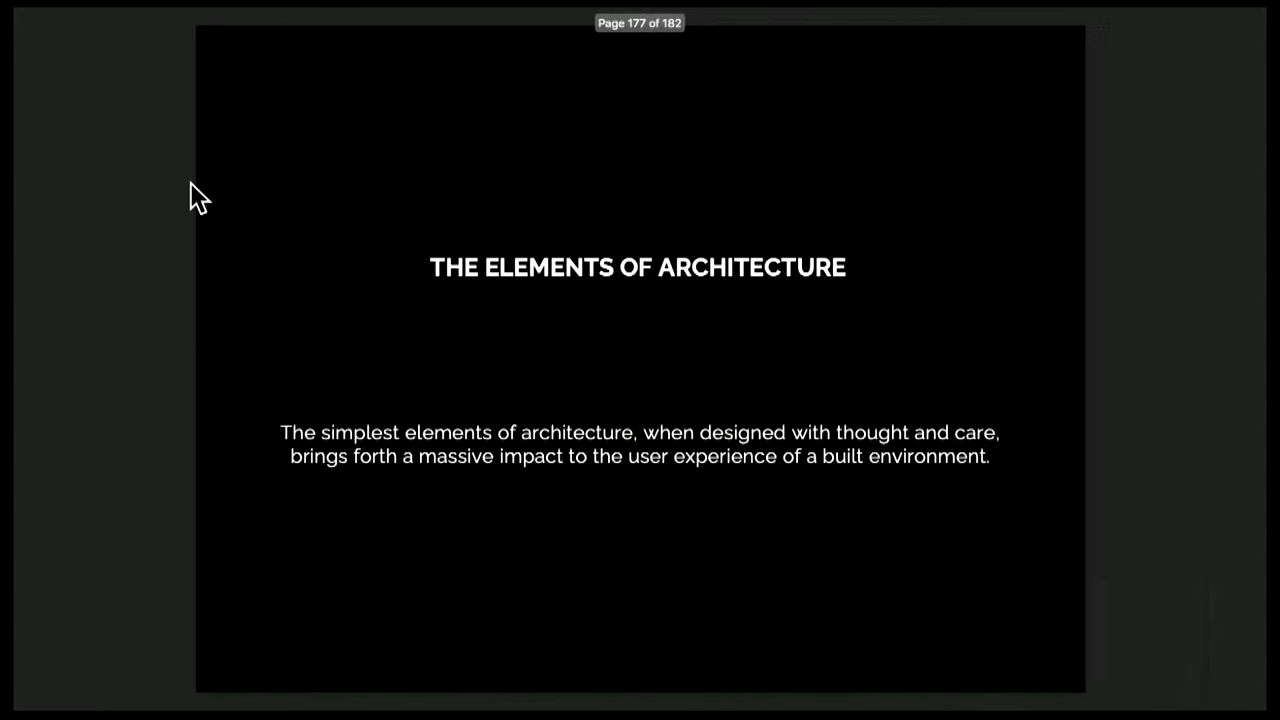 Page 177 of 182
THE ELEMENTS OF ARCHITECTURE
The simplest elements of architecture, when designed with thought and care,
brings forth a massive impact to the user experience of a built environment.